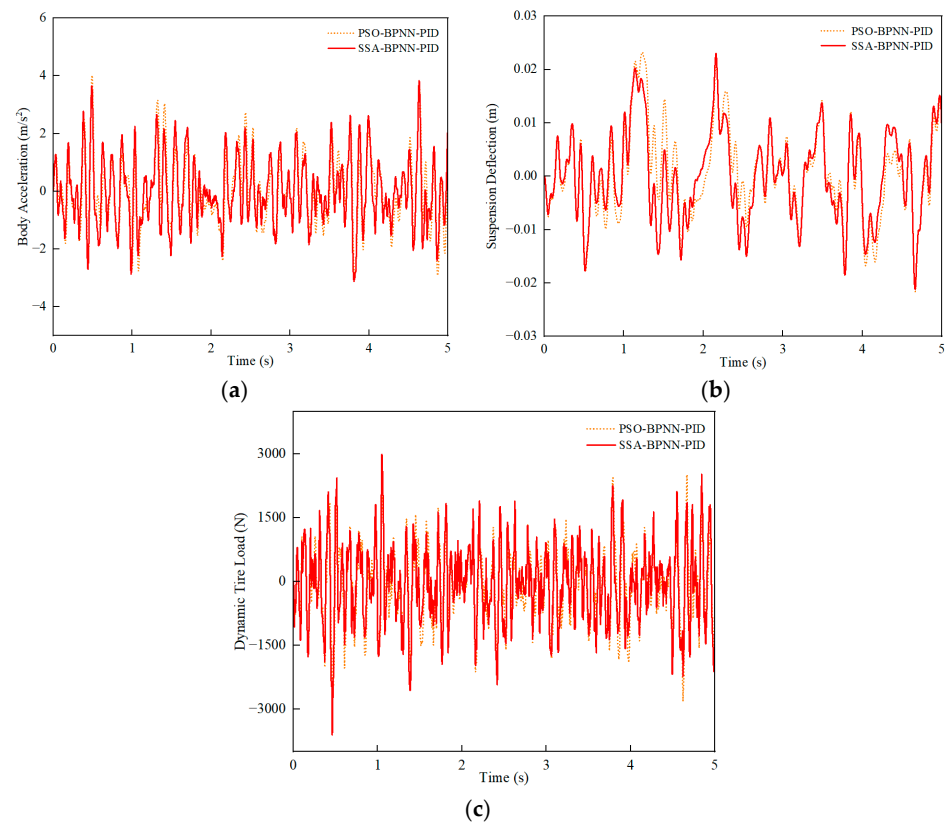 6
4
2
0
−2
−4
Body Acceleration (m/s²)
PSO-BPNN-PID
SSA-BPNN-PID
0 1 2 3 4 5
Time (s)
(a)
0.03
0.02
0.01
0.00
−0.01
−0.02
−0.03
Suspension Deflection (m)
PSO-BPNN-PID
SSA-BPNN-PID
0 1 2 3 4 5
Time (s)
(b)
3000
1500
0
−1500
−3000
Dynamic Tire Load (N)
PSO-BPNN-PID
SSA-BPNN-PID
0 1 2 3 4 5
Time (s)
(c)